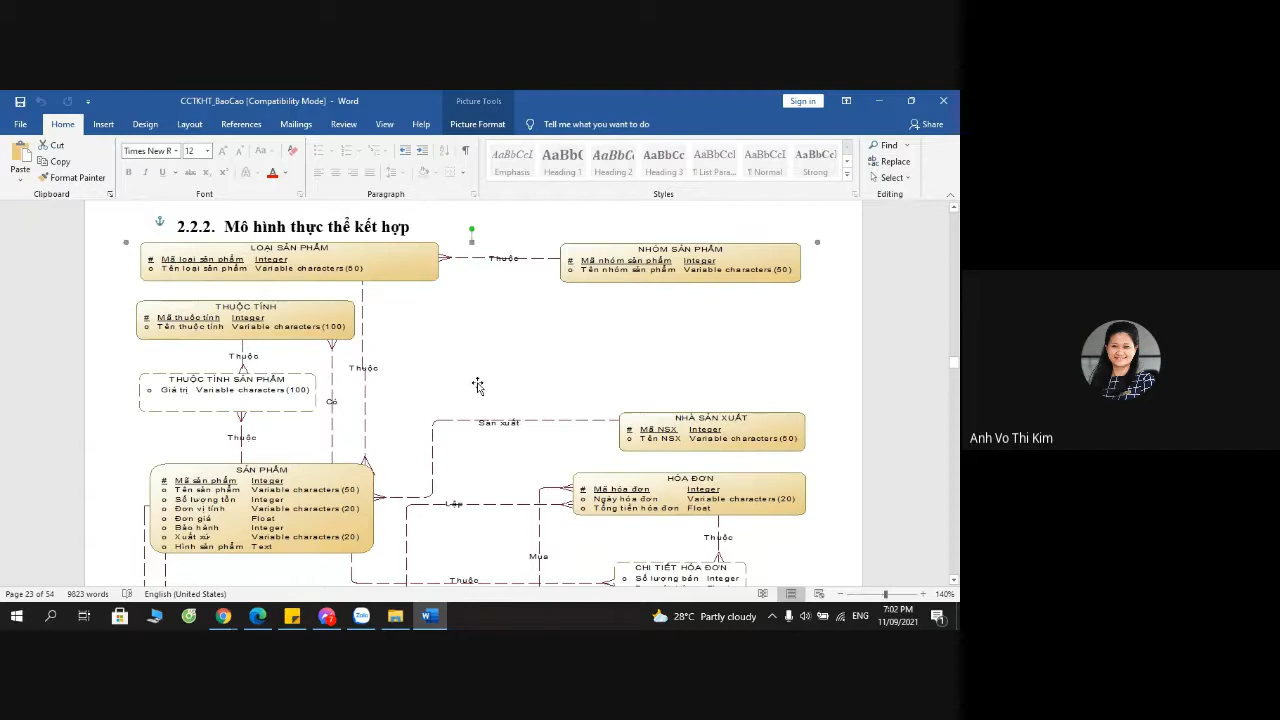 CCTKHT_BaoCao [Compatibility Mode] - Word
Picture Tools
Sign in
File Home Insert Design Layout References Mailings Review View Help Picture Format Tell me what you want to do Share
Paste
Cut
Copy
Format Painter
Clipboard
Times New R 12
Font
Paragraph
AaBbCcI AaBb( AaBbCc AaBbCc AaBbCcl AaBbCcI AaBbCcl
Emphasis Heading 1 Heading 2 Heading 3 ¶ List Para... ¶ Normal Strong
Styles
Find
Replace
Select
Editing
2.2.2. Mô hình thực thể kết hợp
LOẠI SẢN PHẨM
# Mã loại sản phẩm Integer
o Tên loại sản phẩm Variable characters (50)
Thuộc
NHÓM SẢN PHẨM
# Mã nhóm sản phẩm Integer
o Tên nhóm sản phẩm Variable characters (50)
THUỘC TÍNH
# Mã thuộc tính Integer
o Tên thuộc tính Variable characters (100)
Thuộc
Thuộc
THUỘC TÍNH SẢN PHẨM
o Giá trị Variable characters (100)
Có
Thuộc
Sản xuất
NHÀ SẢN XUẤT
# Mã NSX Integer
o Tên NSX Variable characters (50)
SẢN PHẨM
# Mã sản phẩm Integer
o Tên sản phẩm Variable characters (50)
o Số lượng tồn Integer
o Đơn vị tính Variable characters (20)
o Đơn giá Float
o Bảo hành Integer
o Xuất xứ Variable characters (20)
o Hình sản phẩm Text
Lập
HÓA ĐƠN
# Mã hóa đơn Integer
o Ngày hóa đơn Variable characters (20)
o Tổng tiền hóa đơn Float
Thuộc
Mua
CHI TIẾT HÓA ĐƠN
o Số lượng bán Integer
Thuộc
Page 23 of 54 9823 words English (United States) 140%
28°C Partly cloudy ENG 7:02 PM
11/09/2021
Zalo
Anh Vo Thi Kim